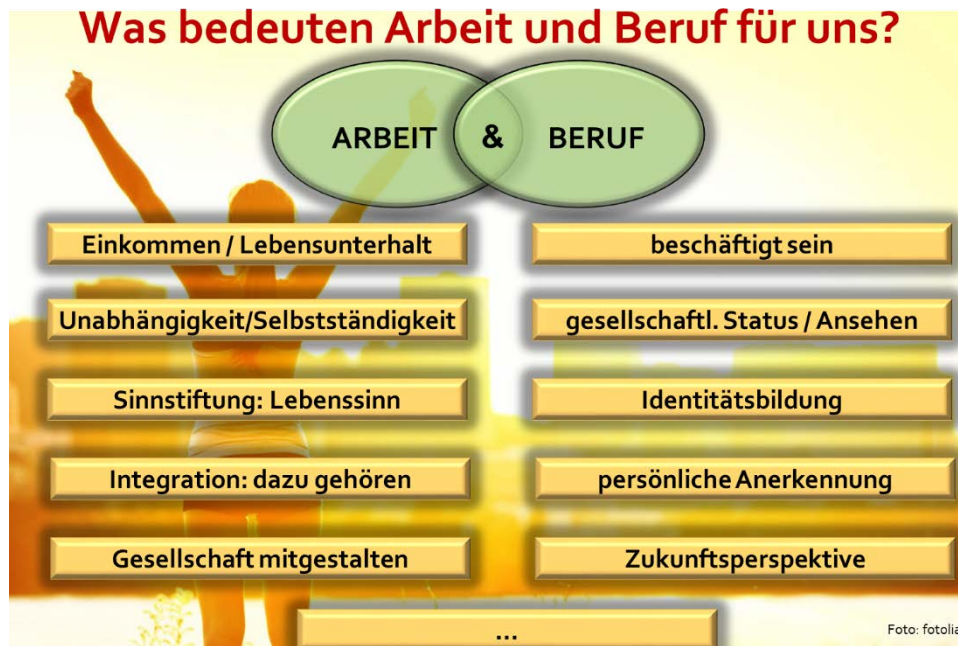 Was bedeuten Arbeit und Beruf für uns?
ARBEIT & BERUF
Einkommen / Lebensunterhalt
beschäftigt sein
Unabhängigkeit/Selbstständigkeit
gesellschaftl. Status / Ansehen
Sinnstiftung: Lebenssinn
Identitätsbildung
Integration: dazu gehören
persönliche Anerkennung
Gesellschaft mitgestalten
Zukunftsperspektive
...
Foto: fotolia